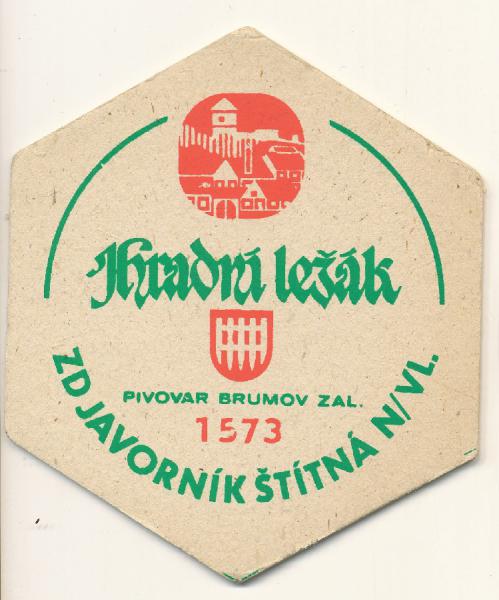 Hradní ležák
PIVOVAR BRUMOV ZAL.
1573
ZD JAVORNÍK ŠTÍTNÁ N/VL.